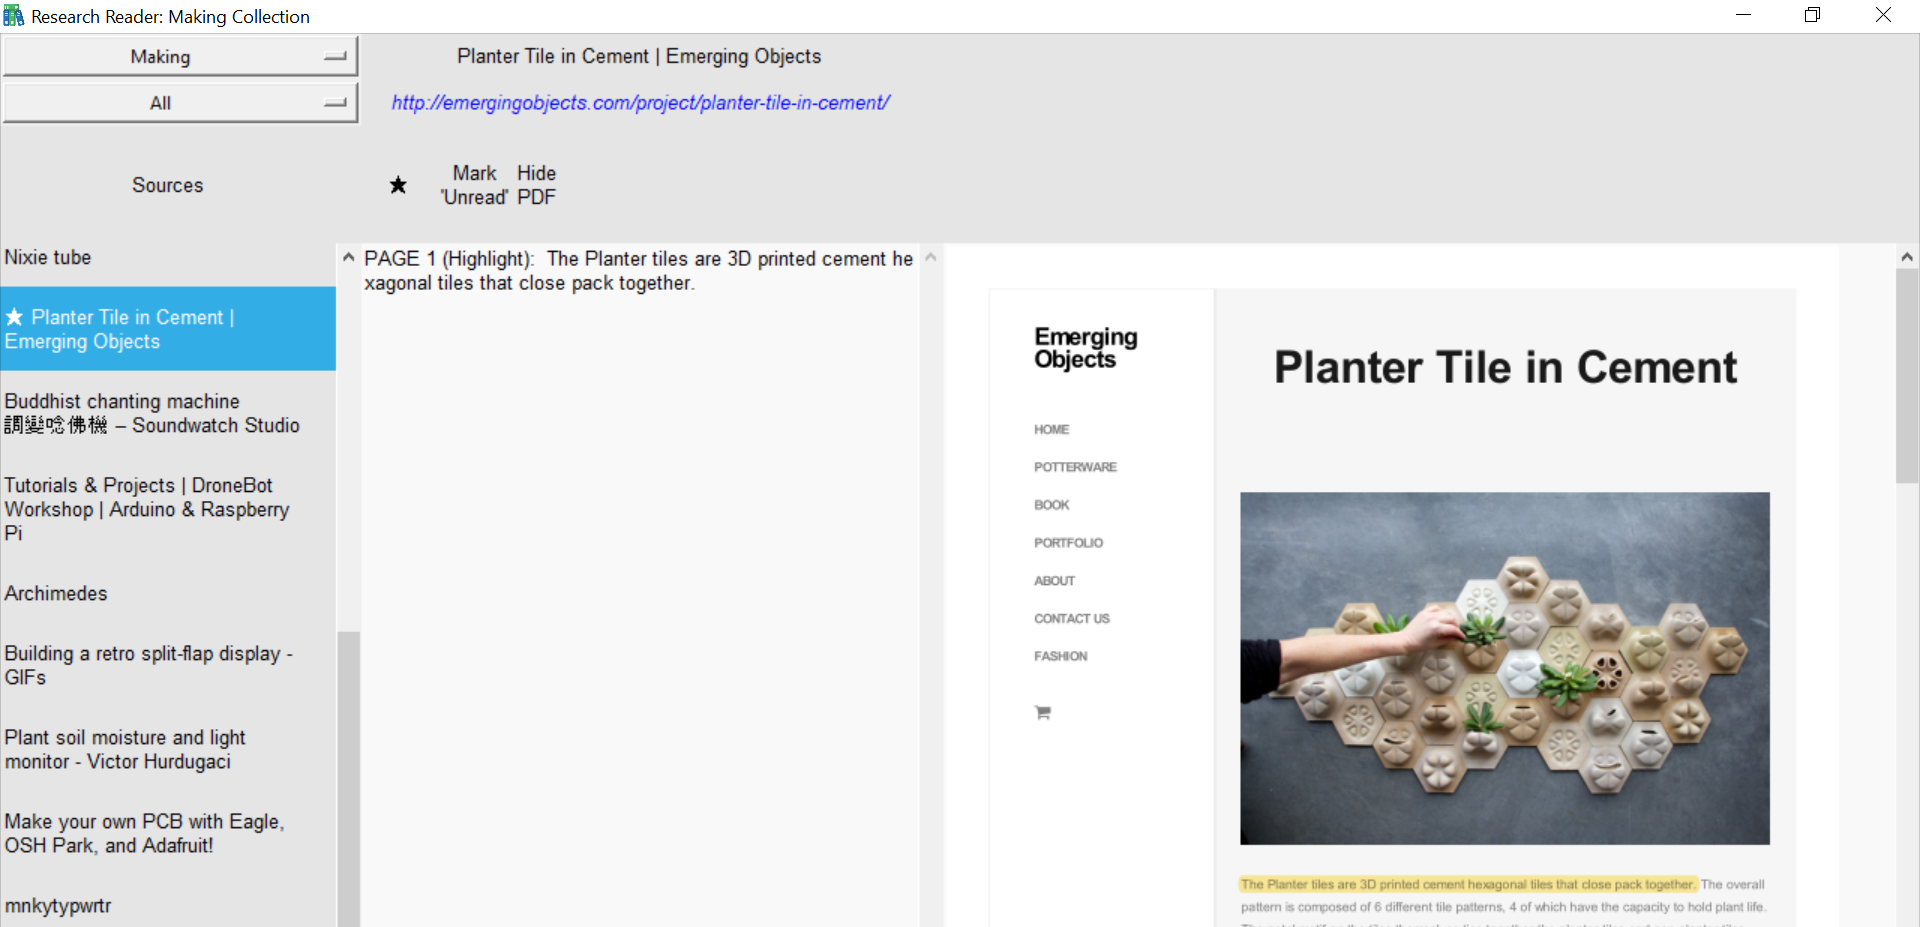 Research Reader: Making Collection
Making
All
Planter Tile in Cement | Emerging Objects
http://emergingobjects.com/project/planter-tile-in-cement/
Sources
★
Mark
'Unread'
Hide
PDF
Nixie tube
★ Planter Tile in Cement |
Emerging Objects
Buddhist chanting machine
調變唸佛機 – Soundwatch Studio
Tutorials & Projects | DroneBot
Workshop | Arduino & Raspberry
Pi
Archimedes
Building a retro split-flap display -
GIFs
Plant soil moisture and light
monitor - Victor Hurdugaci
Make your own PCB with Eagle,
OSH Park, and Adafruit!
mnkytypwrtr
PAGE 1 (Highlight):  The Planter tiles are 3D printed cement he
xagonal tiles that close pack together.
Emerging
Objects
HOME
POTTERWARE
BOOK
PORTFOLIO
ABOUT
CONTACT US
FASHION
Planter Tile in Cement
The Planter tiles are 3D printed cement hexagonal tiles that close pack together. The overall
pattern is composed of 6 different tile patterns, 4 of which have the capacity to hold plant life.